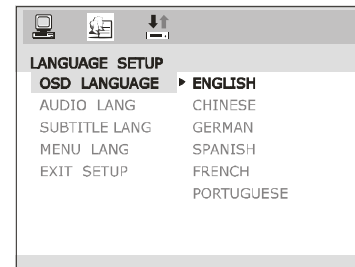 LANGUAGE SETUP
OSD LANGUAGE ENGLISH
AUDIO LANG CHINESE
SUBTITLE LANG GERMAN
MENU LANG SPANISH
EXIT SETUP FRENCH
PORTUGUESE